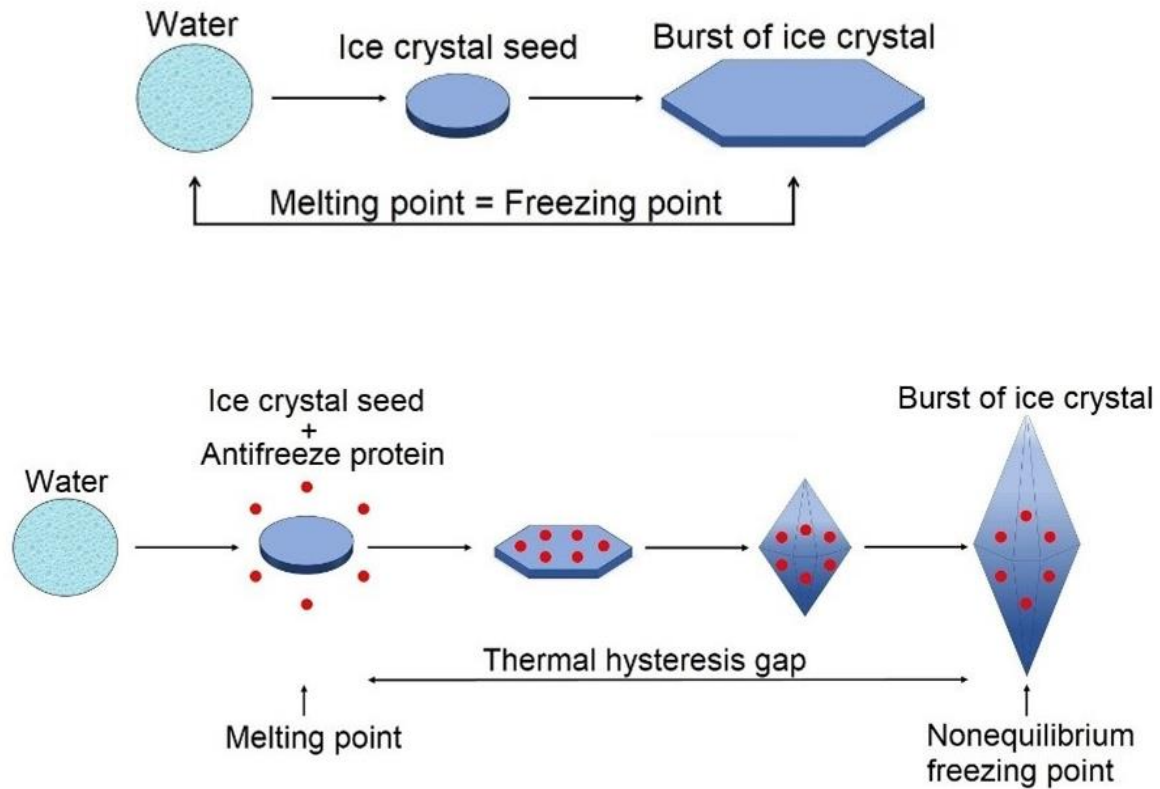 Water
Ice crystal seed
Burst of ice crystal
Melting point = Freezing point
Ice crystal seed
+
Antifreeze protein
Burst of ice crystal
Water
Thermal hysteresis gap
Melting point
Nonequilibrium
freezing point